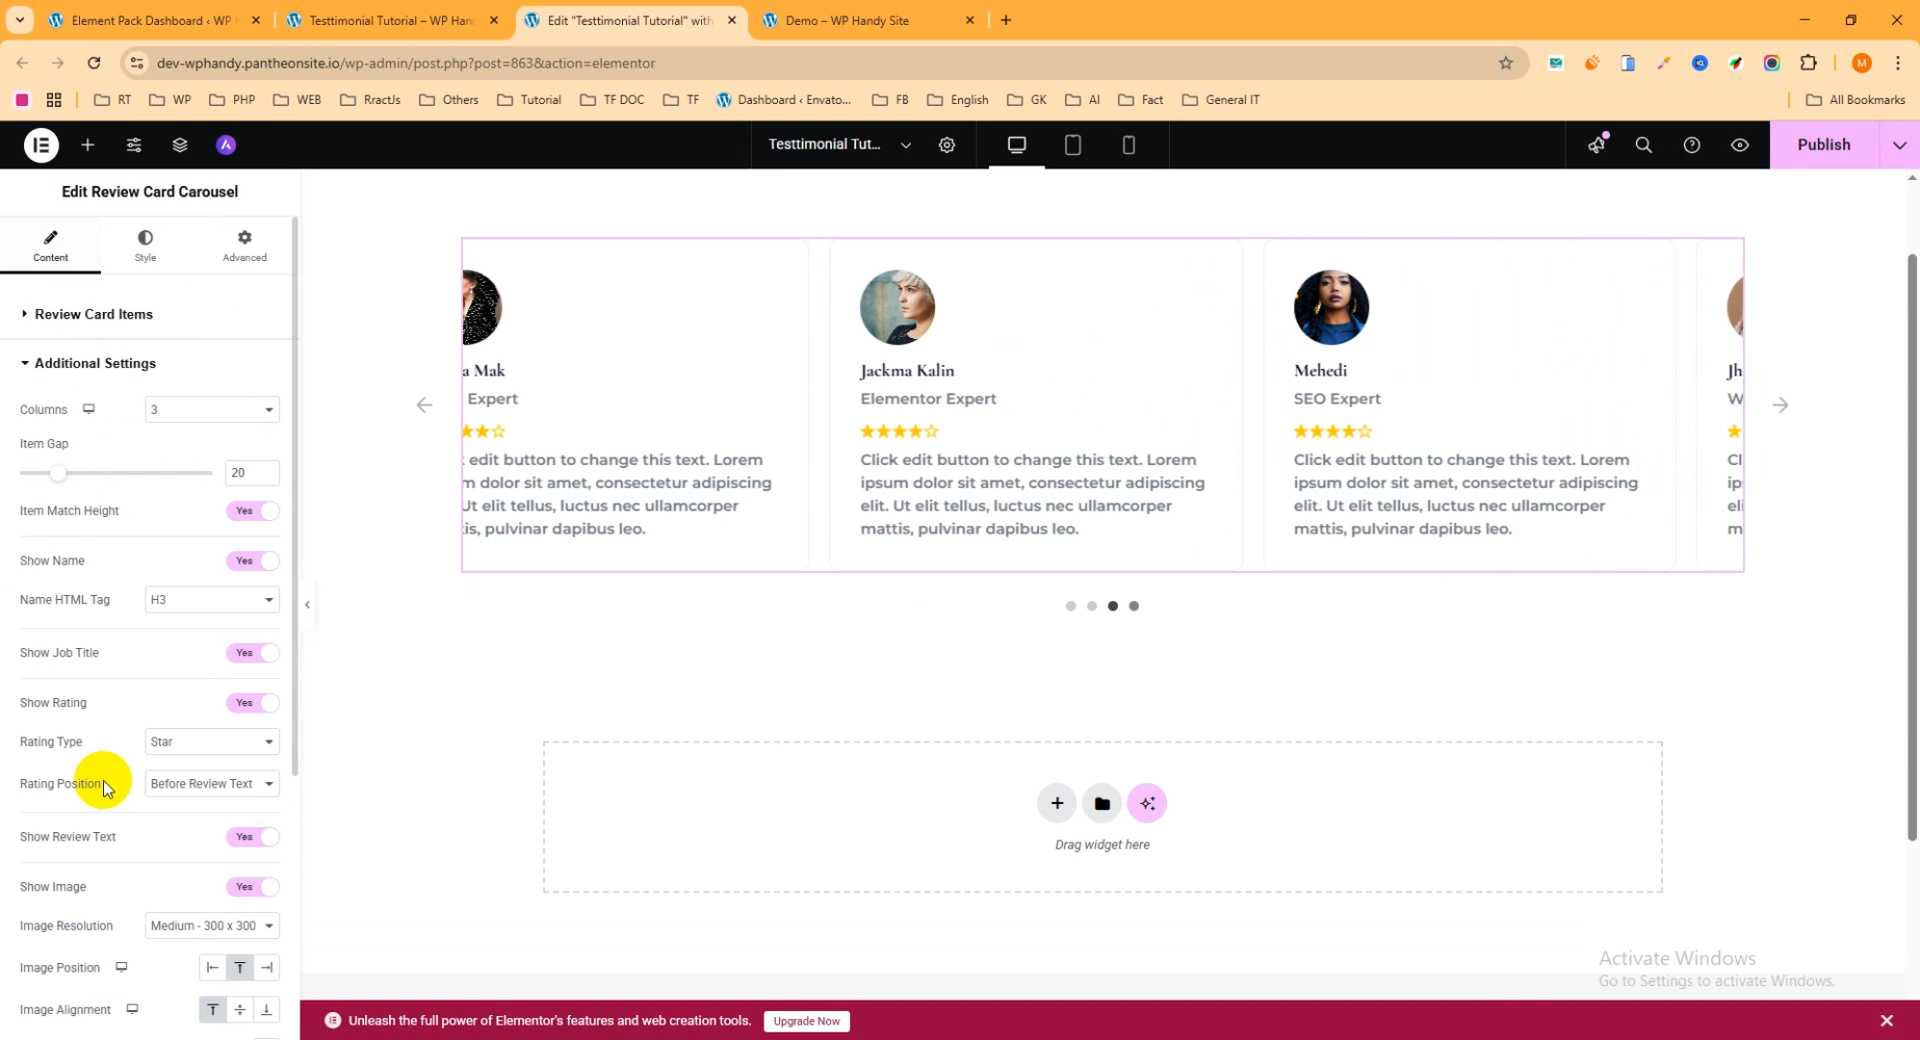 Element Pack Dashboard ‹ WP
Testtimonial Tutorial – WP Han
Edit "Testtimonial Tutorial" with
Demo – WP Handy Site
dev-wphandy.pantheonsite.io/wp-admin/post.php?post=863&action=elementor
M
RT
WP
PHP
WEB
RractJs
Others
Tutorial
TF DOC
TF
Dashboard ‹ Envato...
FB
English
GK
AI
Fact
General IT
All Bookmarks
Testtimonial Tut...
Publish
Edit Review Card Carousel
Content
Style
Advanced
Review Card Items
Additional Settings
Columns
3
Item Gap
20
Item Match Height
Yes
Show Name
Yes
Name HTML Tag
H3
Show Job Title
Yes
Show Rating
Yes
Rating Type
Star
Rating Position
Before Review Text
Show Review Text
Yes
Show Image
Yes
Image Resolution
Medium - 300 x 300
Image Position
Image Alignment
a Mak
Expert
edit button to change this text. Lorem
m dolor sit amet, consectetur adipiscing
Ut elit tellus, luctus nec ullamcorper
is, pulvinar dapibus leo.
Jackma Kalin
Elementor Expert
Click edit button to change this text. Lorem
ipsum dolor sit amet, consectetur adipiscing
elit. Ut elit tellus, luctus nec ullamcorper
mattis, pulvinar dapibus leo.
Mehedi
SEO Expert
Click edit button to change this text. Lorem
ipsum dolor sit amet, consectetur adipiscing
elit. Ut elit tellus, luctus nec ullamcorper
mattis, pulvinar dapibus leo.
Jh
W
Cl
ip
eli
m
Drag widget here
Activate Windows
Go to Settings to activate Windows.
Unleash the full power of Elementor's features and web creation tools.
Upgrade Now